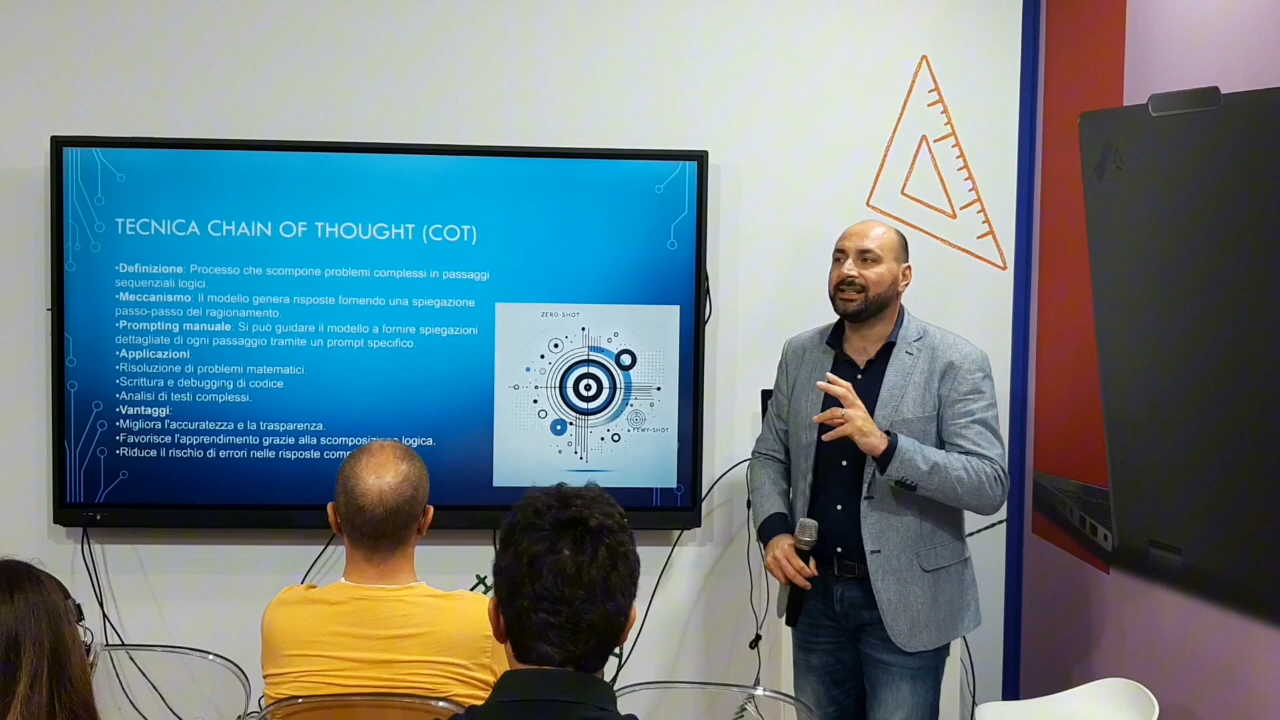 TECNICA CHAIN OF THOUGHT (COT)
•Definizione: Processo che scompone problemi complessi in passaggi
sequenziali logici.
•Meccanismo: Il modello genera risposte fornendo una spiegazione
passo-passo del ragionamento.
•Prompting manuale: Si può guidare il modello a fornire spiegazioni
dettagliate di ogni passaggio tramite un prompt specifico.
•Applicazioni:
•Risoluzione di problemi matematici.
•Scrittura e debugging di codice.
•Analisi di testi complessi.
•Vantaggi:
•Migliora l'accuratezza e la trasparenza.
•Favorisce l'apprendimento grazie alla scomposizione logica.
•Riduce il rischio di errori nelle risposte
ZERO-SHOT
FEWY-SHOT